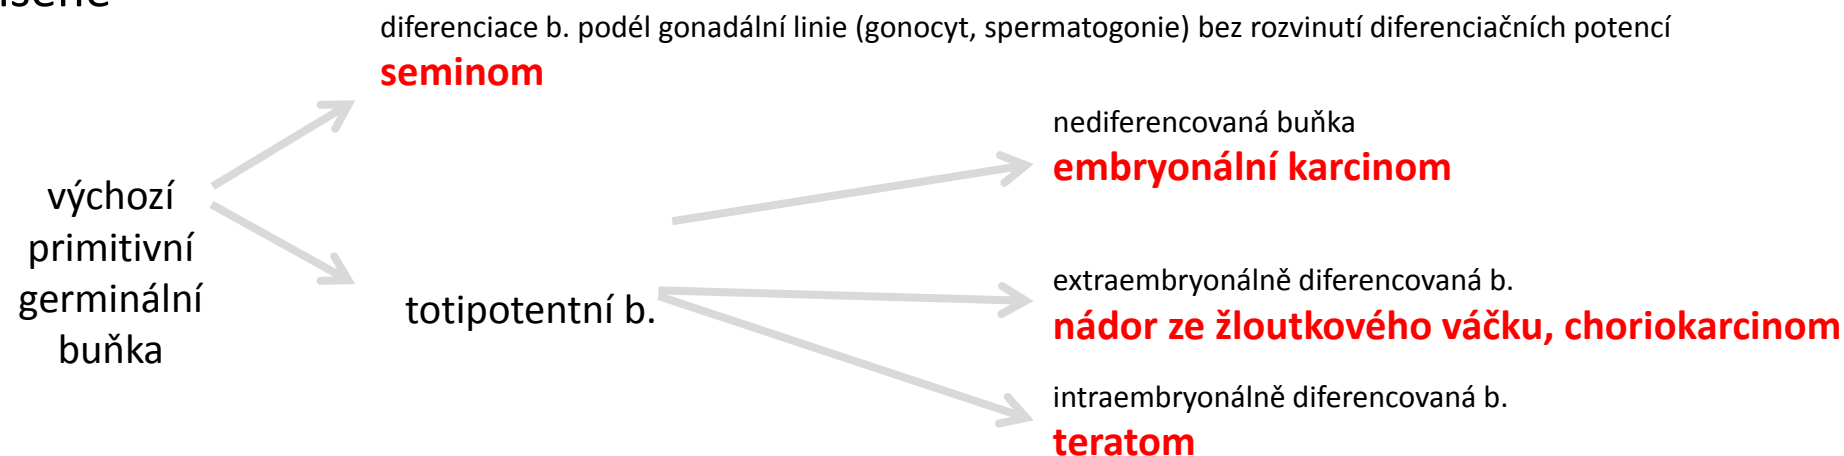 diferenciace b. podél gonadální linie (gonocyt, spermatogonie) bez rozvinutí diferenciačních potencí
seminom
výchozí
primitivní
germinální
buňka
totipotentní b.
nediferencovaná buňka
embryonální karcinom
extraembryonálně diferencovaná b.
nádor ze žloutkového váčku, choriokarcinom
intraembryonálně diferencovaná b.
teratom